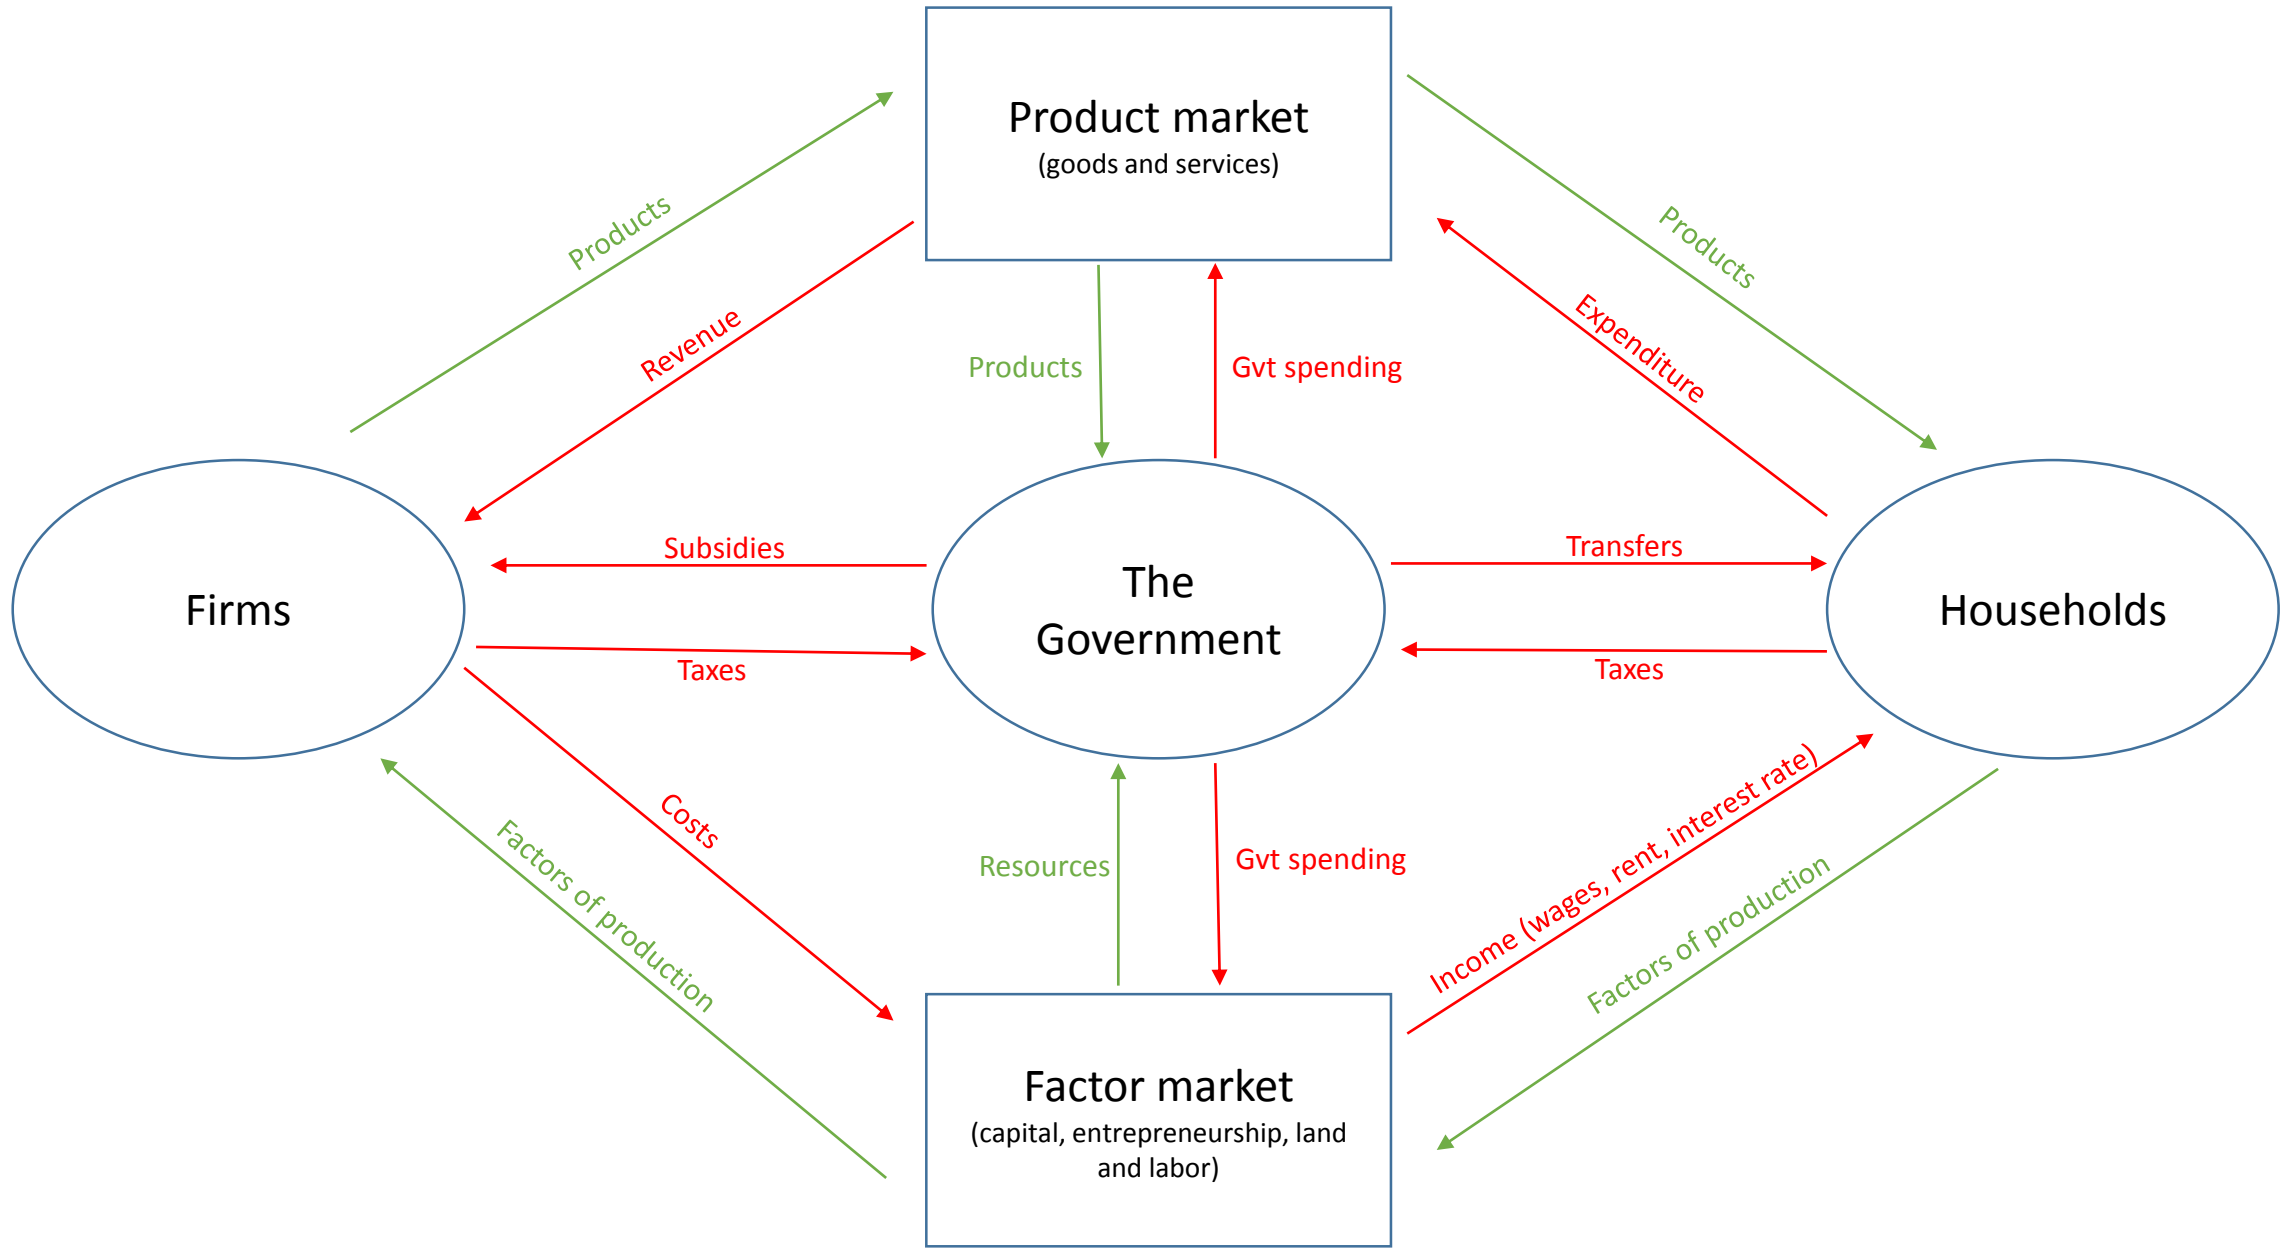 Product market
(goods and services)
Products
Products
Revenue
Expenditure
Products
Gvt spending
Subsidies
Transfers
Firms
The
Government
Households
Taxes
Taxes
Costs
Factors of production
Resources
Gvt spending
Income (wages, rent, interest rate)
Factors of production
Factor market
(capital, entrepreneurship, land
and labor)